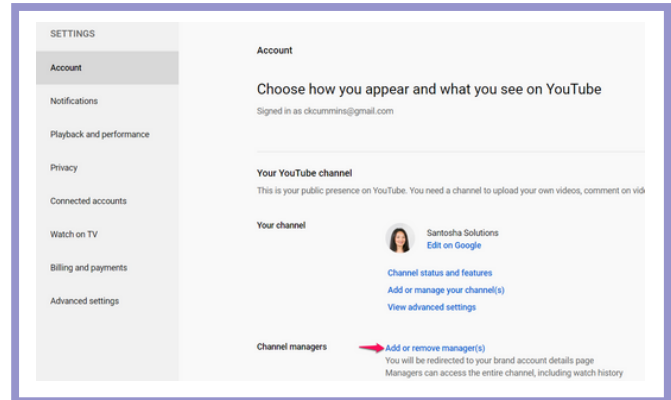 SETTINGS
Account
Notifications
Playback and performance
Privacy
Connected accounts
Watch on TV
Billing and payments
Advanced settings
Account
Choose how you appear and what you see on YouTube
Signed in as ckcummins@gmail.com
Your YouTube channel
This is your public presence on YouTube. You need a channel to upload your own videos, comment on
Your channel
Santosha Solutions
Edit on Google
Channel status and features
Add or manage your channel(s)
View advanced settings
Channel managers
Add or remove manager(s)
You will be redirected to your brand account details page
Managers can access the entire channel, including watch history